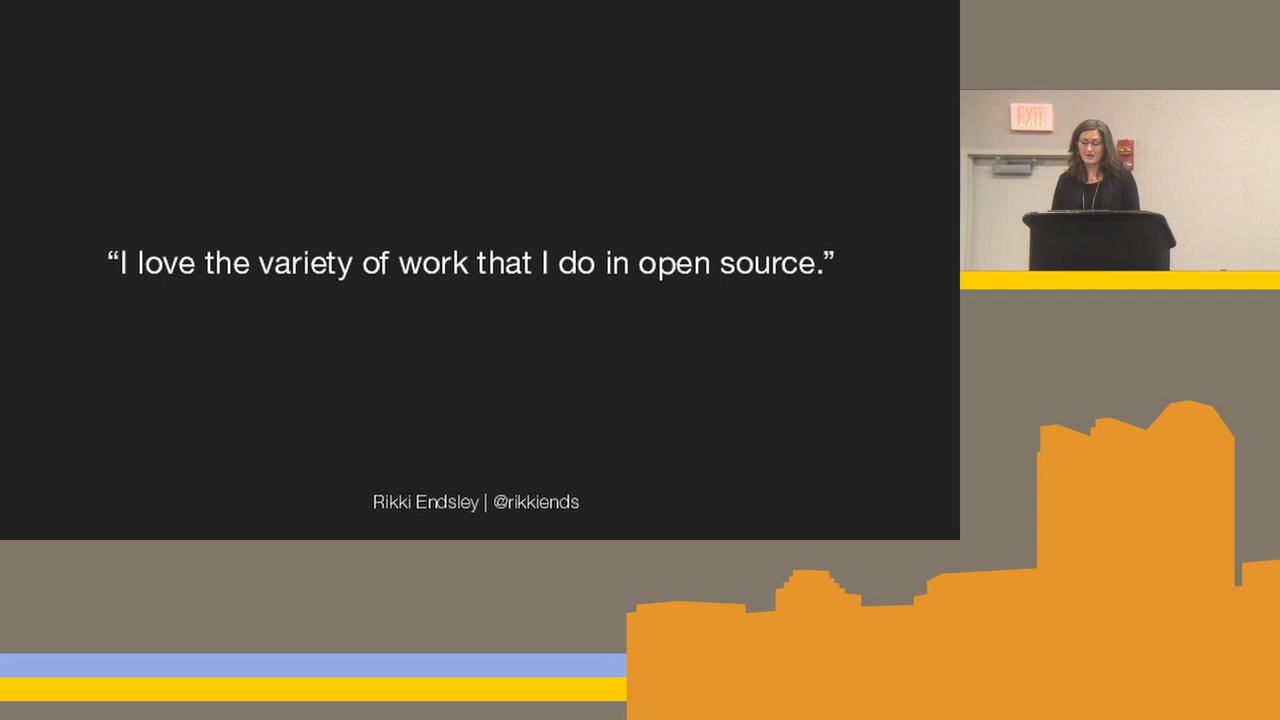 “I love the variety of work that I do in open source.”
Rikki Endsley | @rikkiends
EXIT